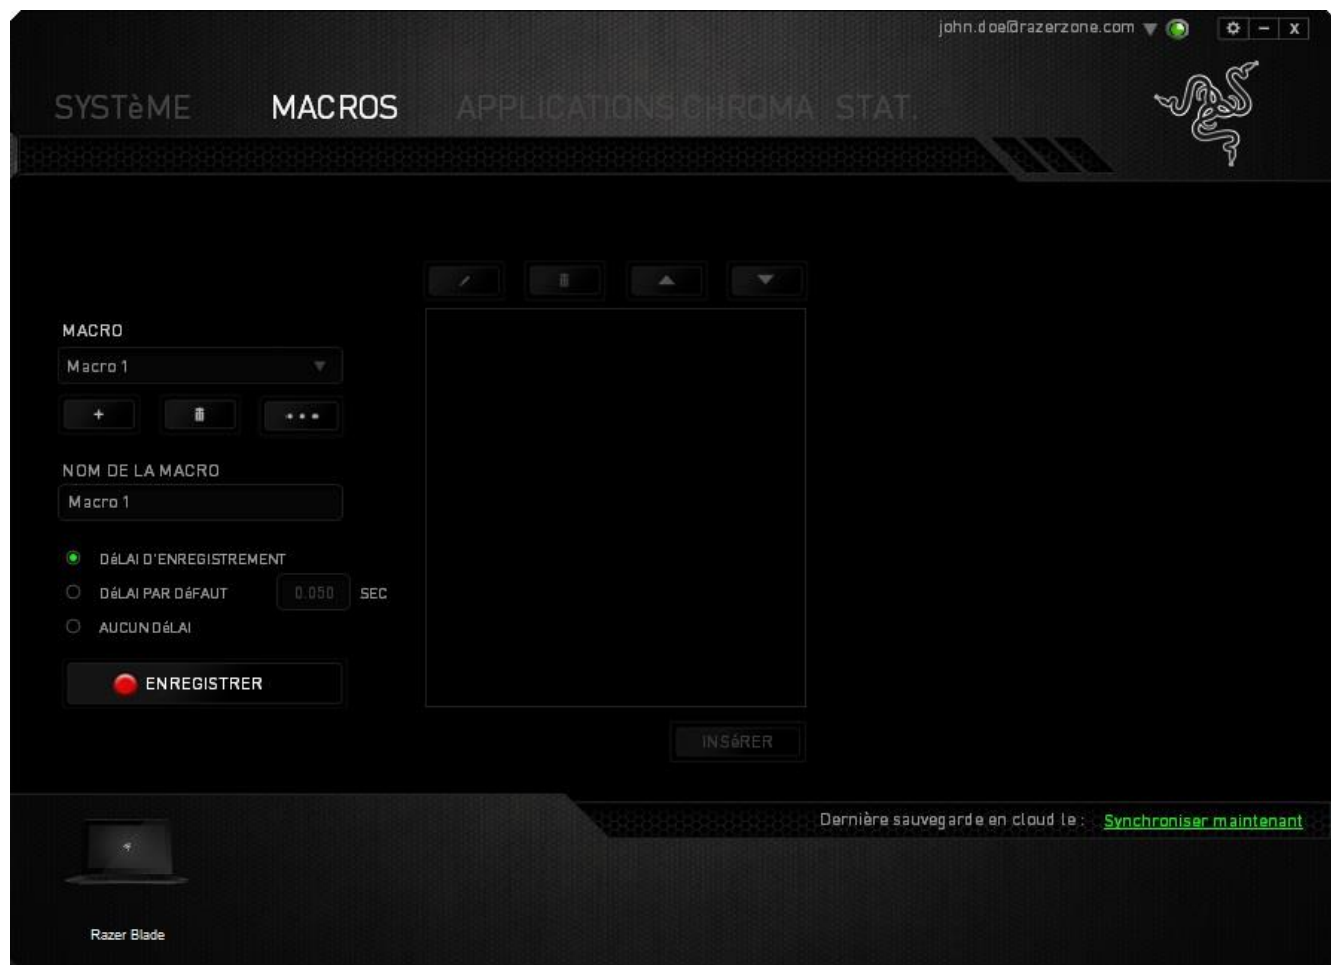 john.doe@razerzone.com
SYSTèME MACROS APPLICATIONS CHROMA STAT.
MACRO
Macro 1
NOM DE LA MACRO
Macro 1
DéLAI D'ENREGISTREMENT
DéLAI PAR DéFAUT 0.050 SEC
AUCUN DéLAI
ENREGISTRER
INSéRER
Dernière sauvegarde en cloud le : Synchroniser maintenant
Razer Blade